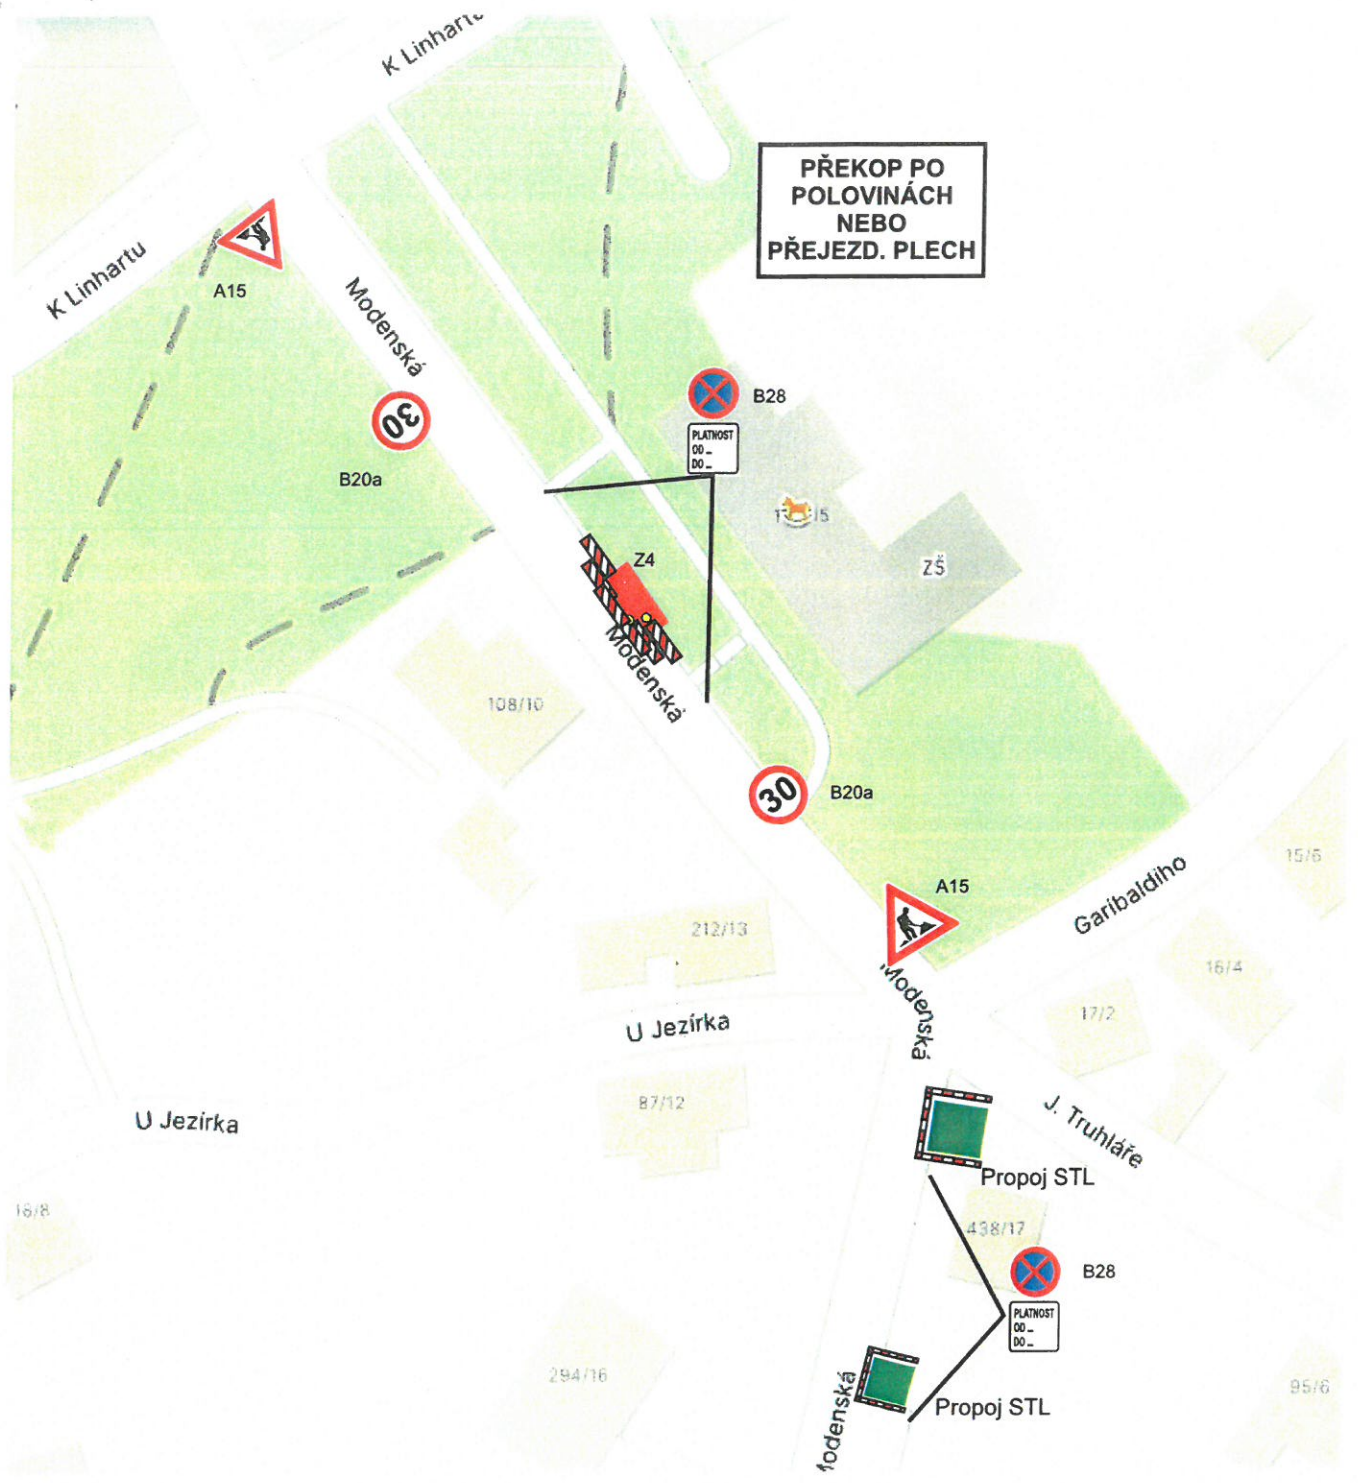 K Linhartu
PŘEKOP PO
POLOVINÁCH
NEBO
PŘEJEZD. PLECH
K Linhartu
A15
Modenská
30
B20a
B28
PLATNOST
OD _
DO _
ZŠ
Z4
Modenská
108/10
30
B20a
A15
15/6
Garibaldiho
212/13
16/4
Modenská
17/2
U Jezírka
87/12
J. Truhláře
U Jezírka
Propoj STL
18/8
438/17
B28
PLATNOST
OD _
DO _
294/16
95/6
Modenská
Propoj STL